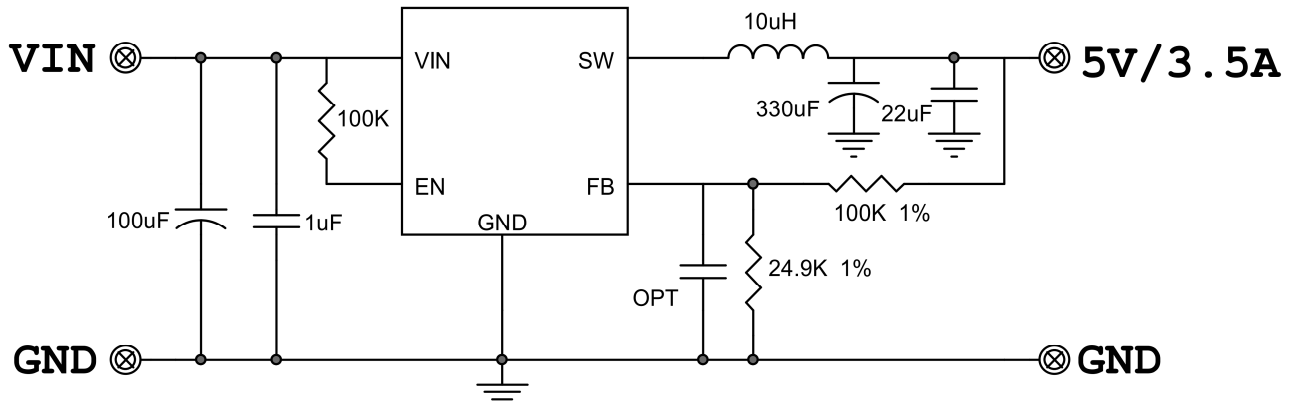 10uH
VIN
VIN
SW
5V/3.5A
100K
330uF
22uF
EN
FB
100K 1%
100uF
1uF
GND
24.9K 1%
OPT
GND
GND